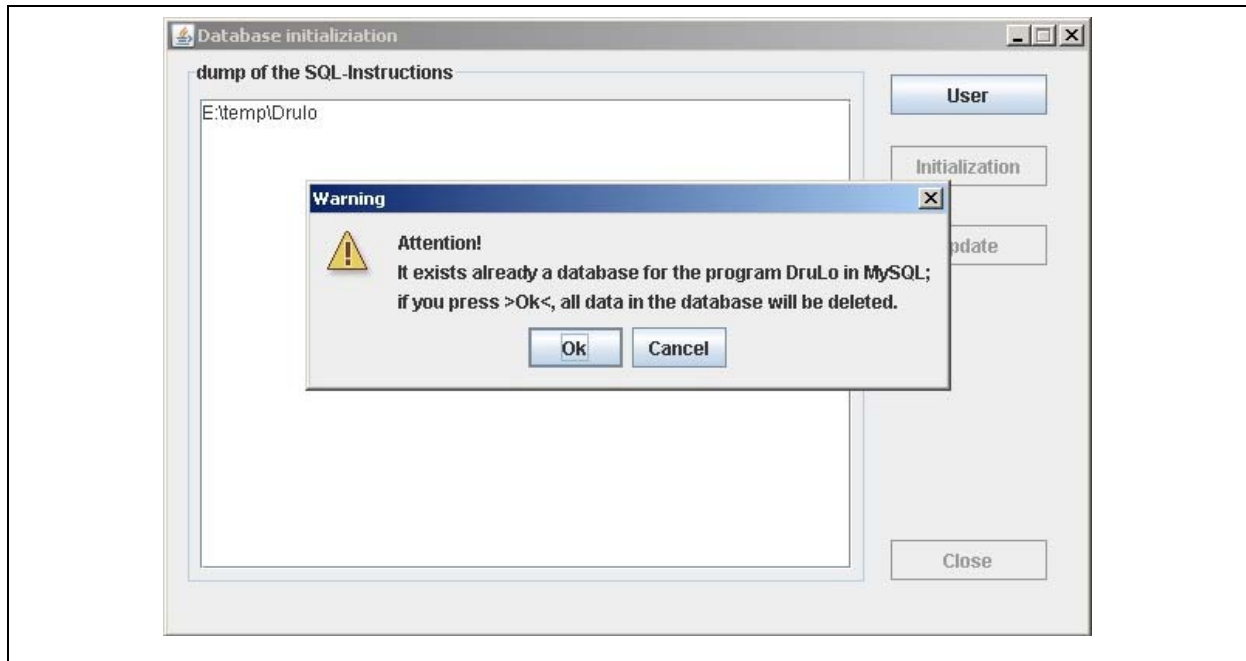 Database initializiation
dump of the SQL-Instructions
E:\temp\Drulo
User
Initialization
pdate
Close
Warning
Attention!
It exists already a database for the program DruLo in MySQL;
if you press >Ok<, all data in the database will be deleted.
Ok
Cancel